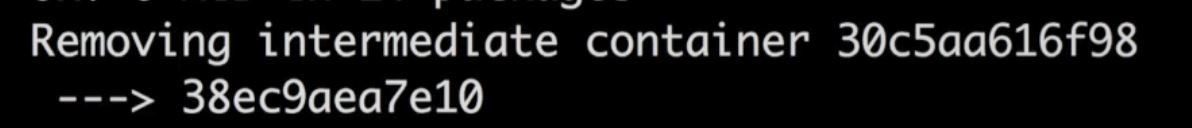 Removing intermediate container 30c5aa616f98
---> 38ec9aea7e10